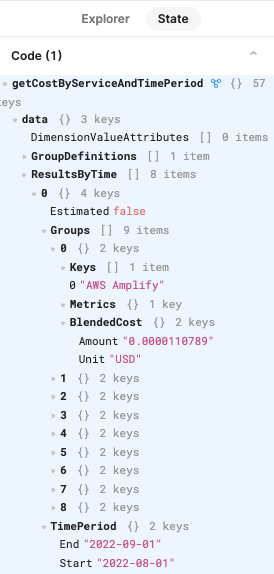 Explorer State
Code (1)
getCostByServiceAndTimePeriod {} 57 keys
data {} 3 keys
DimensionValueAttributes [] 0 items
GroupDefinitions [] 1 item
ResultsByTime [] 8 items
0 {} 4 keys
Estimated false
Groups [] 9 items
0 {} 2 keys
Keys [] 1 item
0 "AWS Amplify"
Metrics {} 1 key
BlendedCost {} 2 keys
Amount "0.0000110789"
Unit "USD"
1 {} 2 keys
2 {} 2 keys
3 {} 2 keys
4 {} 2 keys
5 {} 2 keys
6 {} 2 keys
7 {} 2 keys
8 {} 2 keys
TimePeriod {} 2 keys
End "2022-09-01"
Start "2022-08-01"